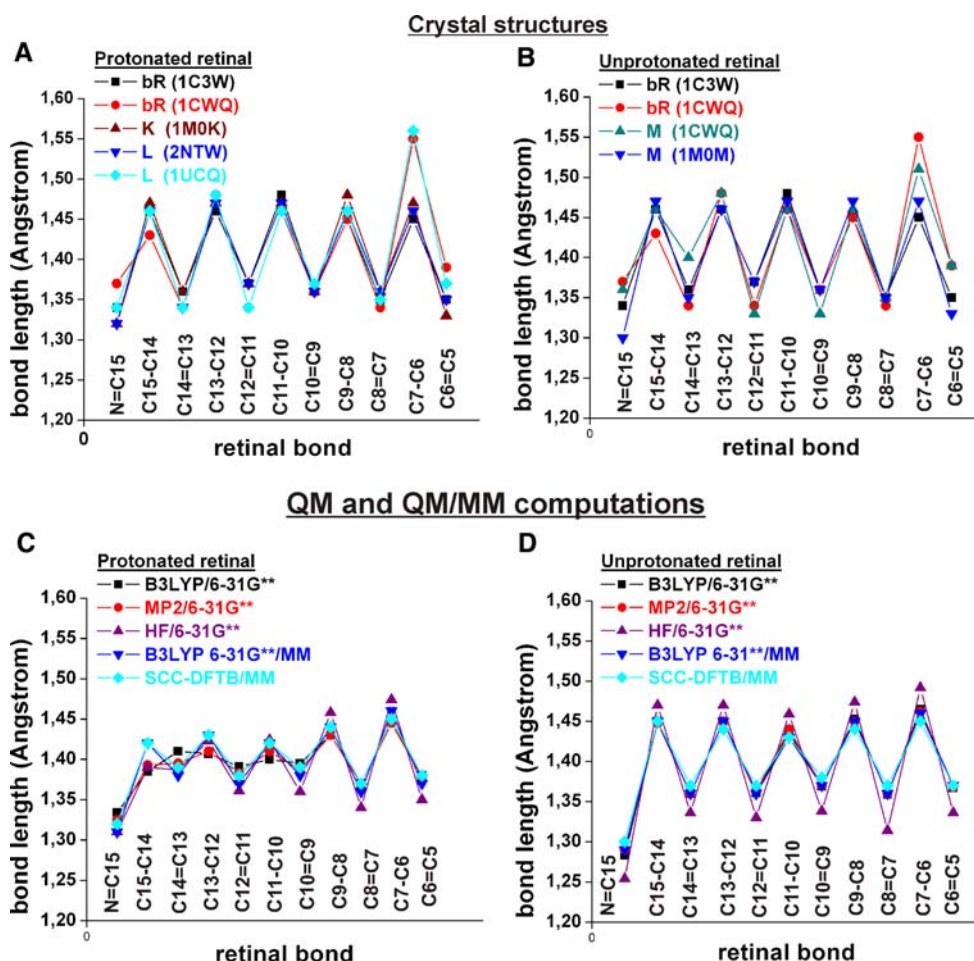 Crystal structures
A
Protonated retinal
bR (1C3W)
bR (1CWQ)
K (1M0K)
L (2NTW)
L (1UCQ)
bond length (Angstrom)
1,60
1,55
1,50
1,45
1,40
1,35
1,30
1,25
1,20
N=C15
C15-C14
C14=C13
C13-C12
C12=C11
C11-C10
C10=C9
C9-C8
C8=C7
C7-C6
C6=C5
0
retinal bond
B
Unprotonated retinal
bR (1C3W)
bR (1CWQ)
M (1CWQ)
M (1M0M)
bond length (Angstrom)
1,60
1,55
1,50
1,45
1,40
1,35
1,30
1,25
1,20
N=C15
C15-C14
C14=C13
C13-C12
C12=C11
C11-C10
C10=C9
C9-C8
C8=C7
C7-C6
C6=C5
0
retinal bond
QM and QM/MM computations
C
Protonated retinal
B3LYP/6-31G**
MP2/6-31G**
HF/6-31G**
B3LYP 6-31G**/MM
SCC-DFTB/MM
bond length (Angstrom)
1,60
1,55
1,50
1,45
1,40
1,35
1,30
1,25
1,20
N=C15
C15-C14
C14=C13
C13-C12
C12=C11
C11-C10
C10=C9
C9-C8
C8=C7
C7-C6
C6=C5
0
retinal bond
D
Unprotonated retinal
B3LYP/6-31G**
MP2/6-31G**
HF/6-31G**
B3LYP 6-31**/MM
SCC-DFTB/MM
bond length (Angstrom)
1,60
1,55
1,50
1,45
1,40
1,35
1,30
1,25
1,20
N=C15
C15-C14
C14=C13
C13-C12
C12=C11
C11-C10
C10=C9
C9-C8
C8=C7
C7-C6
C6=C5
0
retinal bond